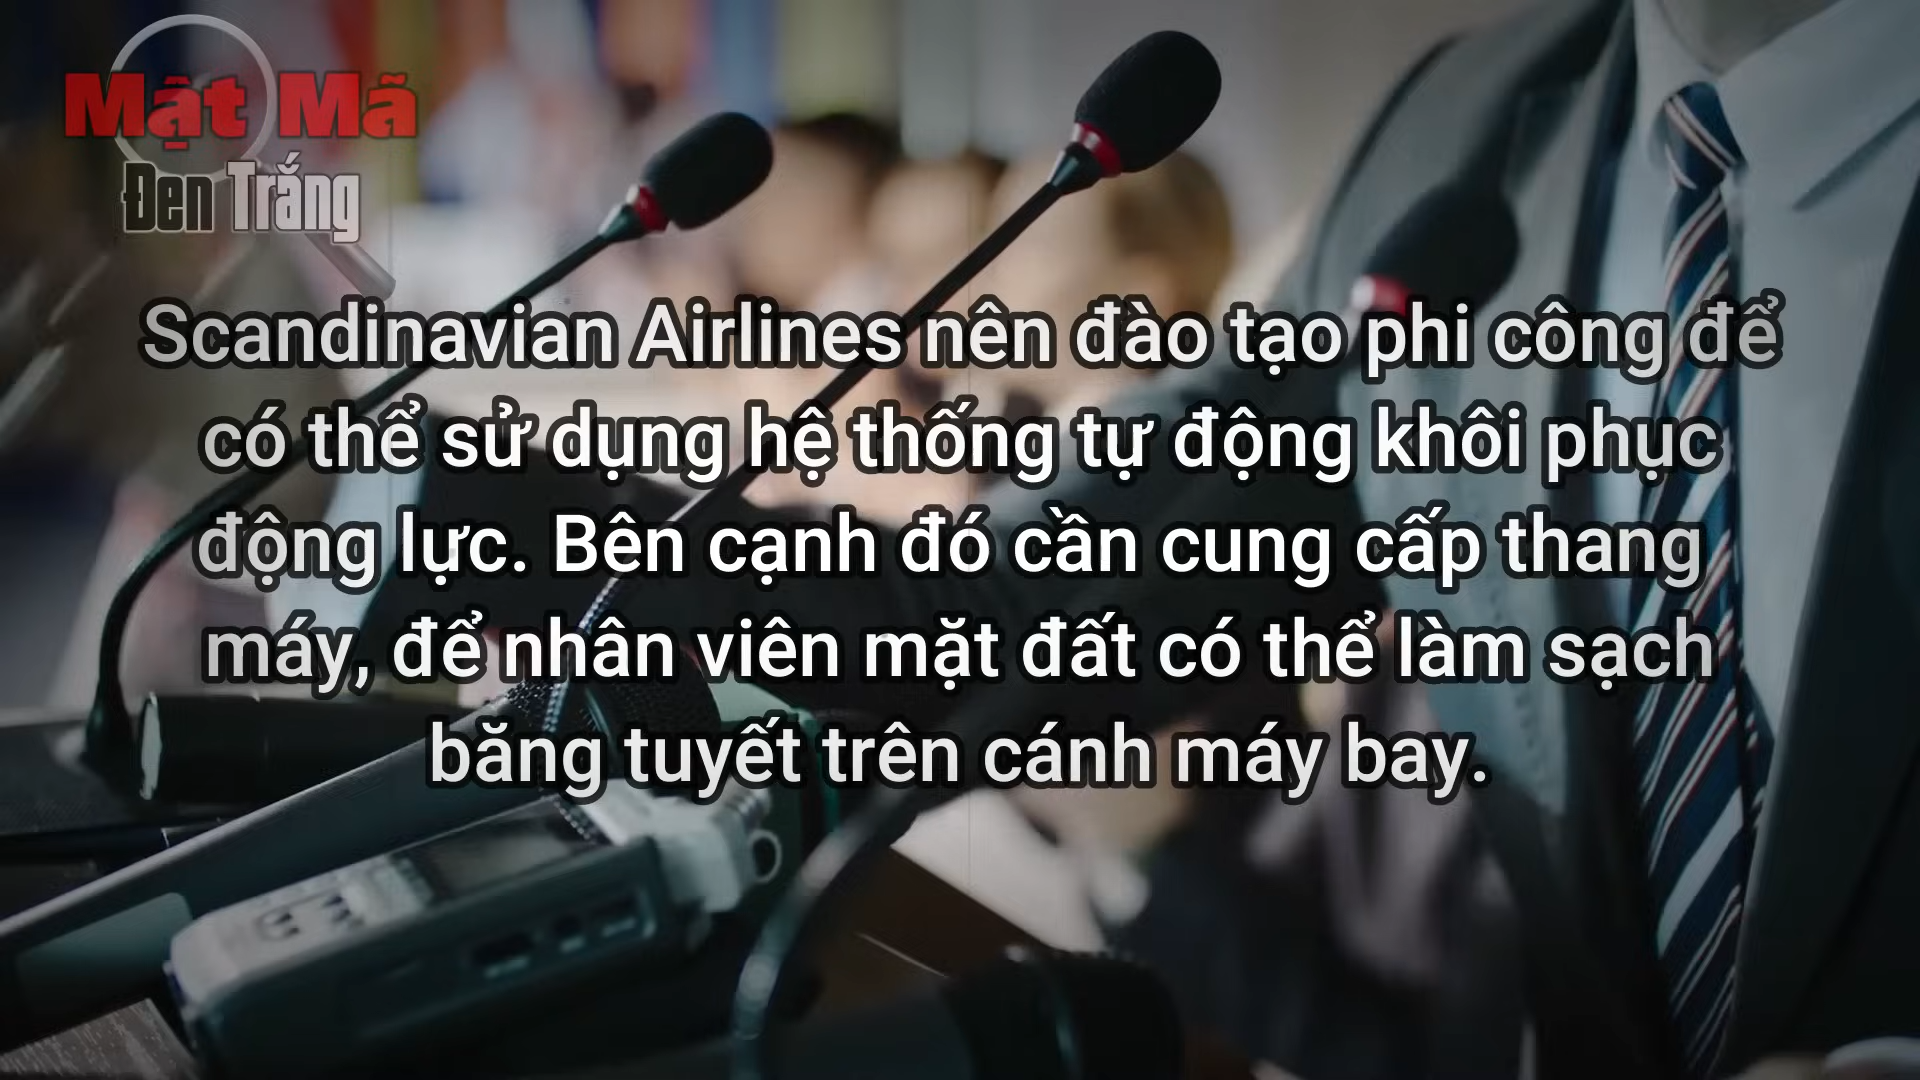 Mật Mã
Đen Trắng
Scandinavian Airlines nên đào tạo phi công để
có thể sử dụng hệ thống tự động khôi phục
động lực. Bên cạnh đó cần cung cấp thang
máy, để nhân viên mặt đất có thể làm sạch
băng tuyết trên cánh máy bay.